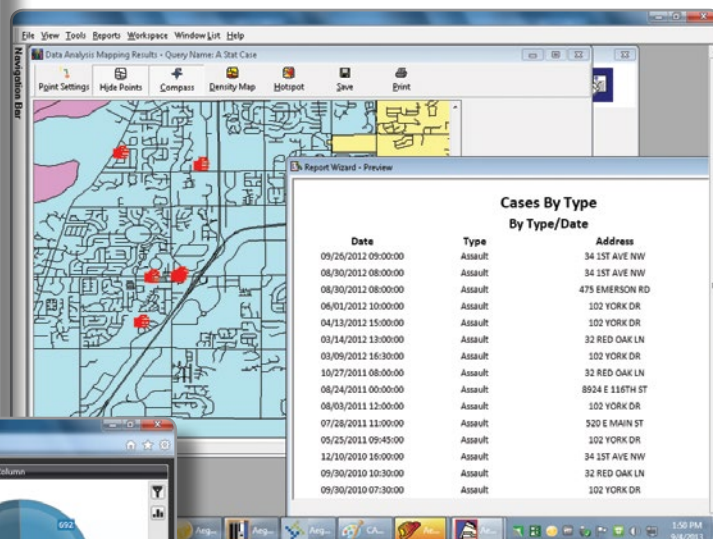 File View Tools Reports Workspace Window List Help
Navigation Bar
Data Analysis Mapping Results - Query Name: A Stat Case
Point Settings Hide Points Compass Density Map Hotspot Save Print
Report Wizard - Preview
Cases By Type
By Type/Date
Date Type Address
09/26/2012 09:00:00 Assault 34 1ST AVE NW
08/30/2012 08:00:00 Assault 34 1ST AVE NW
08/30/2012 08:00:00 Assault 475 EMERSON RD
06/01/2012 10:00:00 Assault 102 YORK DR
04/13/2012 15:00:00 Assault 102 YORK DR
03/14/2012 13:00:00 Assault 32 RED OAK LN
03/09/2012 16:30:00 Assault 102 YORK DR
10/27/2011 08:00:00 Assault 32 RED OAK LN
08/24/2011 00:00:00 Assault 8924 E 116TH ST
08/03/2011 12:00:00 Assault 102 YORK DR
07/28/2011 11:00:00 Assault 520 E MAIN ST
05/25/2011 09:45:00 Assault 102 YORK DR
12/10/2010 16:00:00 Assault 34 1ST AVE NW
09/30/2010 10:30:00 Assault 32 RED OAK LN
09/30/2010 07:30:00 Assault 102 YORK DR
692
Aeg... Aeg... Aeg... CA... Ae... Ae... 1:50 PM
9/4/2013